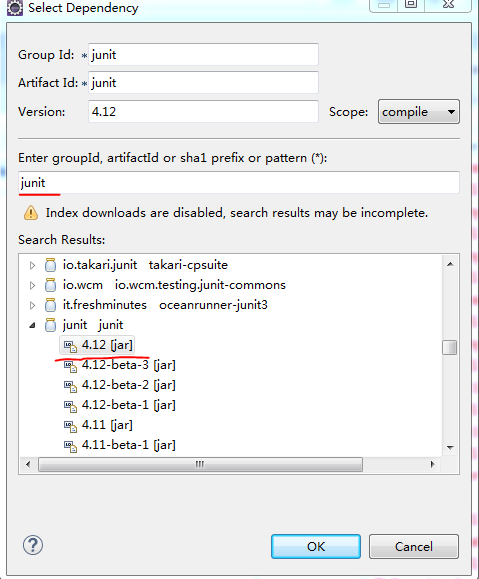 Select Dependency
Group Id: * junit
Artifact Id: * junit
Version: 4.12 Scope: compile
Enter groupId, artifactId or sha1 prefix or pattern (*):
junit
Index downloads are disabled, search results may be incomplete.
Search Results:
io.takari.junit takari-cpsuite
io.wcm io.wcm.testing.junit-commons
it.freshminutes oceanrunner-junit3
junit junit
4.12 [jar]
4.12-beta-3 [jar]
4.12-beta-2 [jar]
4.12-beta-1 [jar]
4.11 [jar]
4.11-beta-1 [jar]
OK Cancel